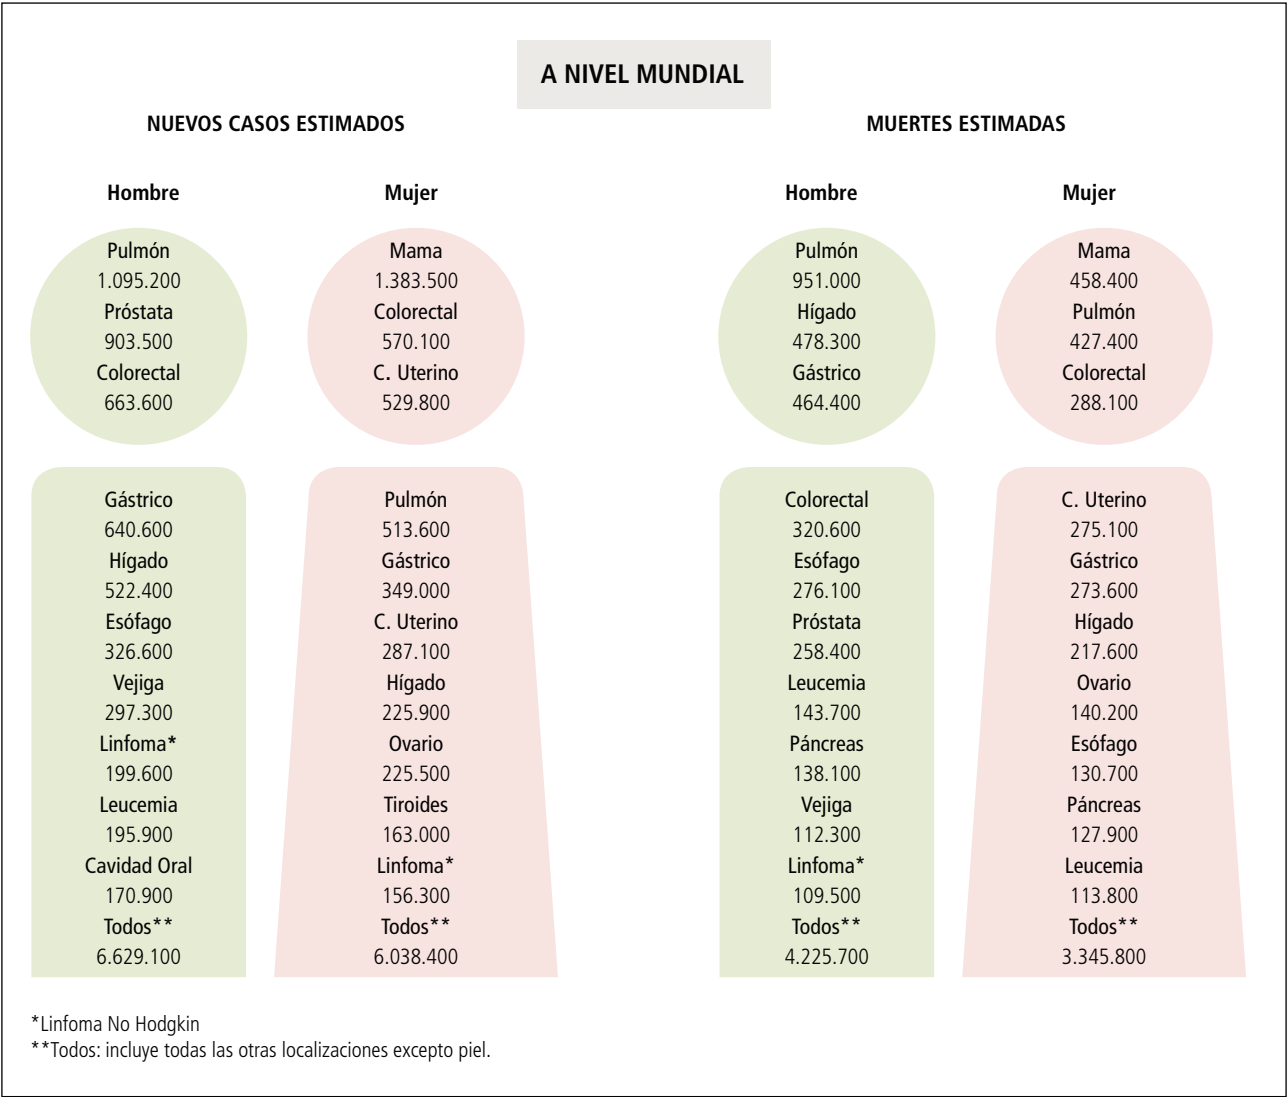 A NIVEL MUNDIAL
NUEVOS CASOS ESTIMADOS
Hombre
Pulmón
1.095.200
Próstata
903.500
Colorectal
663.600
Gástrico
640.600
Hígado
522.400
Esófago
326.600
Vejiga
297.300
Linfoma*
199.600
Leucemia
195.900
Cavidad Oral
170.900
Todos**
6.629.100
Mujer
Mama
1.383.500
Colorectal
570.100
C. Uterino
529.800
Pulmón
513.600
Gástrico
349.000
C. Uterino
287.100
Hígado
225.900
Ovario
225.500
Tiroides
163.000
Linfoma*
156.300
Todos**
6.038.400
MUERTES ESTIMADAS
Hombre
Pulmón
951.000
Hígado
478.300
Gástrico
464.400
Colorectal
320.600
Esófago
276.100
Próstata
258.400
Leucemia
143.700
Páncreas
138.100
Vejiga
112.300
Linfoma*
109.500
Todos**
4.225.700
Mujer
Mama
458.400
Pulmón
427.400
Colorectal
288.100
C. Uterino
275.100
Gástrico
273.600
Hígado
217.600
Ovario
140.200
Esófago
130.700
Páncreas
127.900
Leucemia
113.800
Todos**
3.345.800
*Linfoma No Hodgkin
**Todos: incluye todas las otras localizaciones excepto piel.